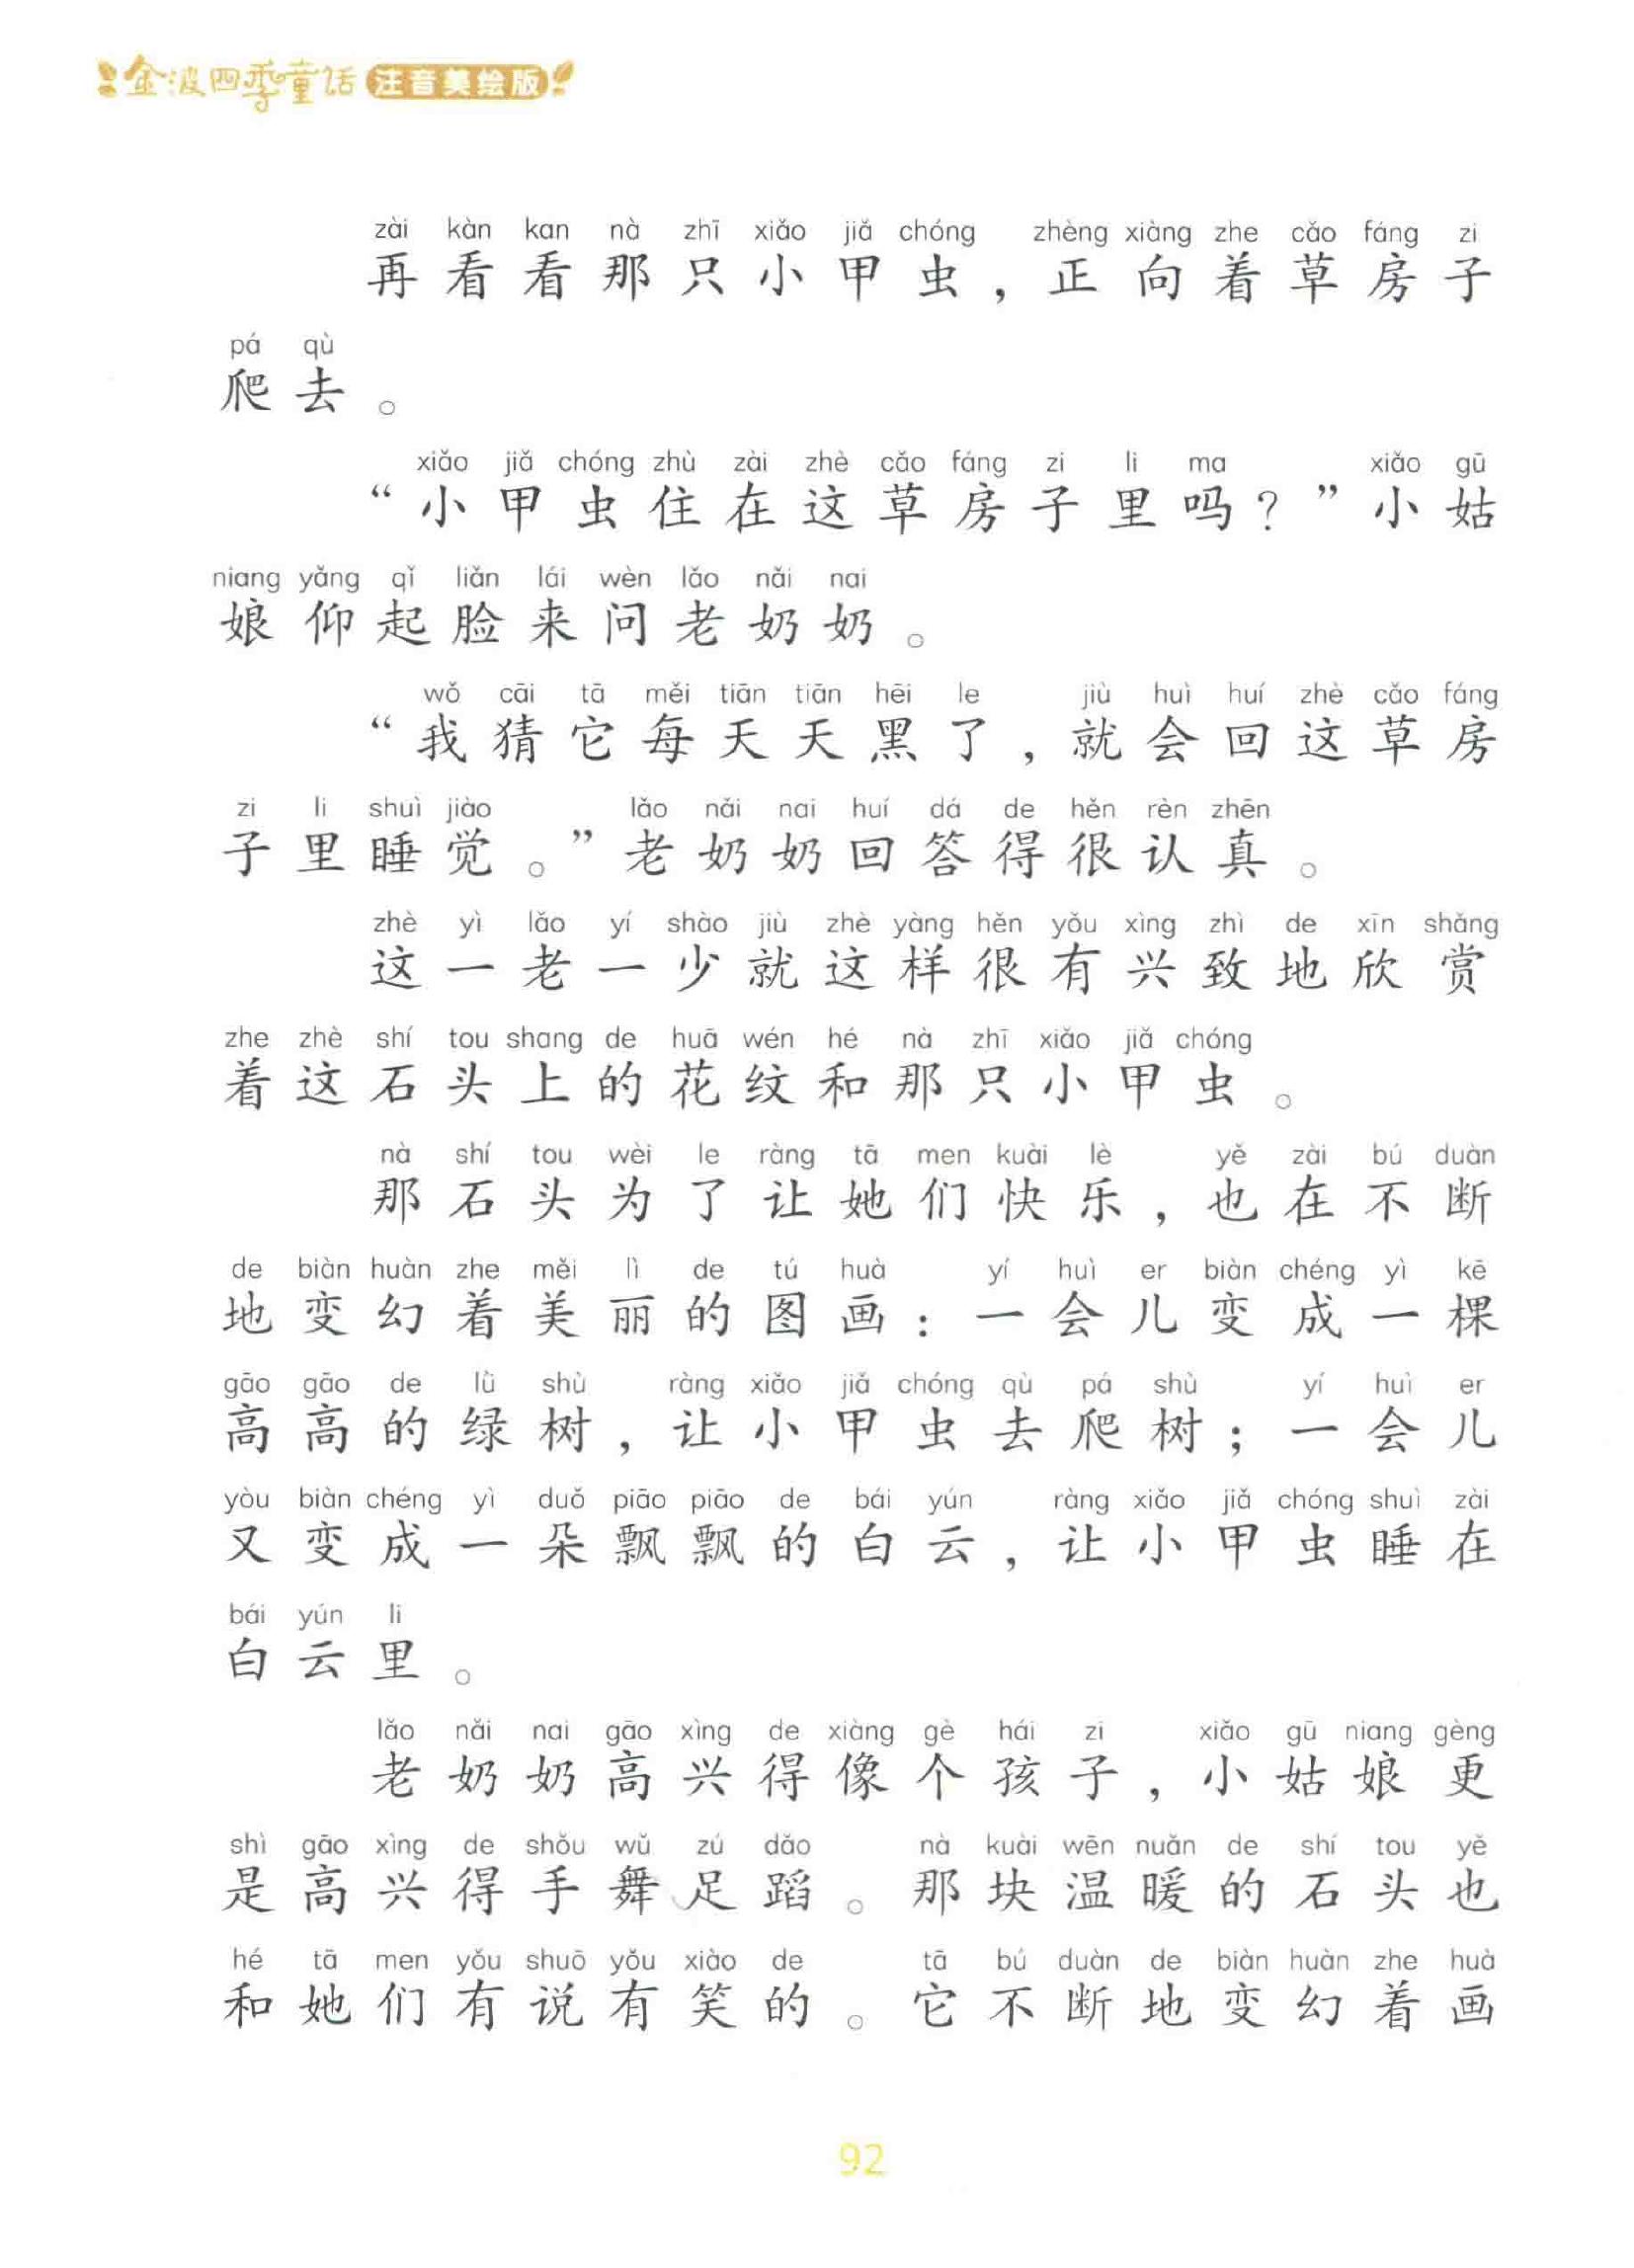 金波四季童话 注音美绘版
zài kàn kan nà zhī xiǎo jiǎ chóng zhèng xiàng zhe cǎo fáng zi
再看看那只小甲虫，正向着草房子
pá qù
爬去。
xiǎo jiǎ chóng zhù zài zhè cǎo fáng zi li ma xiǎo gū
“小甲虫住在这草房子里吗？”小姑
niang yǎng qǐ liǎn lái wèn lǎo nǎi nai
娘仰起脸来问老奶奶。
wǒ cāi tā měi tiān tiān hēi le jiù huì huí zhè cǎo fáng
“我猜它每天天黑了，就会回这草房
zi li shuì jiào lǎo nǎi nai huí dá de hěn rèn zhēn
子里睡觉。”老奶奶回答得很认真。
zhè yì lǎo yí shào jiù zhè yàng hěn yǒu xìng zhì de xīn shǎng
这一老一少就这样很有兴致地欣赏
zhe zhè shí tou shang de huā wén hé nà zhī xiǎo jiǎ chóng
着这石头上的花纹和那只小甲虫。
nà shí tou wèi le ràng tā men kuài lè yě zài bú duàn
那石头为了让她们快乐，也在不断
de biàn huàn zhe měi lì de tú huà yí huì er biàn chéng yì kē
地变幻着美丽的图画：一会儿变成一棵
gāo gāo de lǜ shù ràng xiǎo jiǎ chóng qù pá shù yí huì er
高高的绿树，让小甲虫去爬树；一会儿
yòu biàn chéng yì duǒ piāo piāo de bái yún ràng xiǎo jiǎ chóng shuì zài
又变成一朵飘飘的白云，让小甲虫睡在
bái yún li
白云里。
lǎo nǎi nai gāo xìng de xiàng gè hái zi xiǎo gū niang gèng
老奶奶高兴得像个孩子，小姑娘更
shì gāo xìng de shǒu wǔ zú dǎo nà kuài wēn nuǎn de shí tou yě
是高兴得手舞足蹈。那块温暖的石头也
hé tā men yǒu shuō yǒu xiào de tā bú duàn de biàn huàn zhe huà
和她们有说有笑的。它不断地变幻着画
92